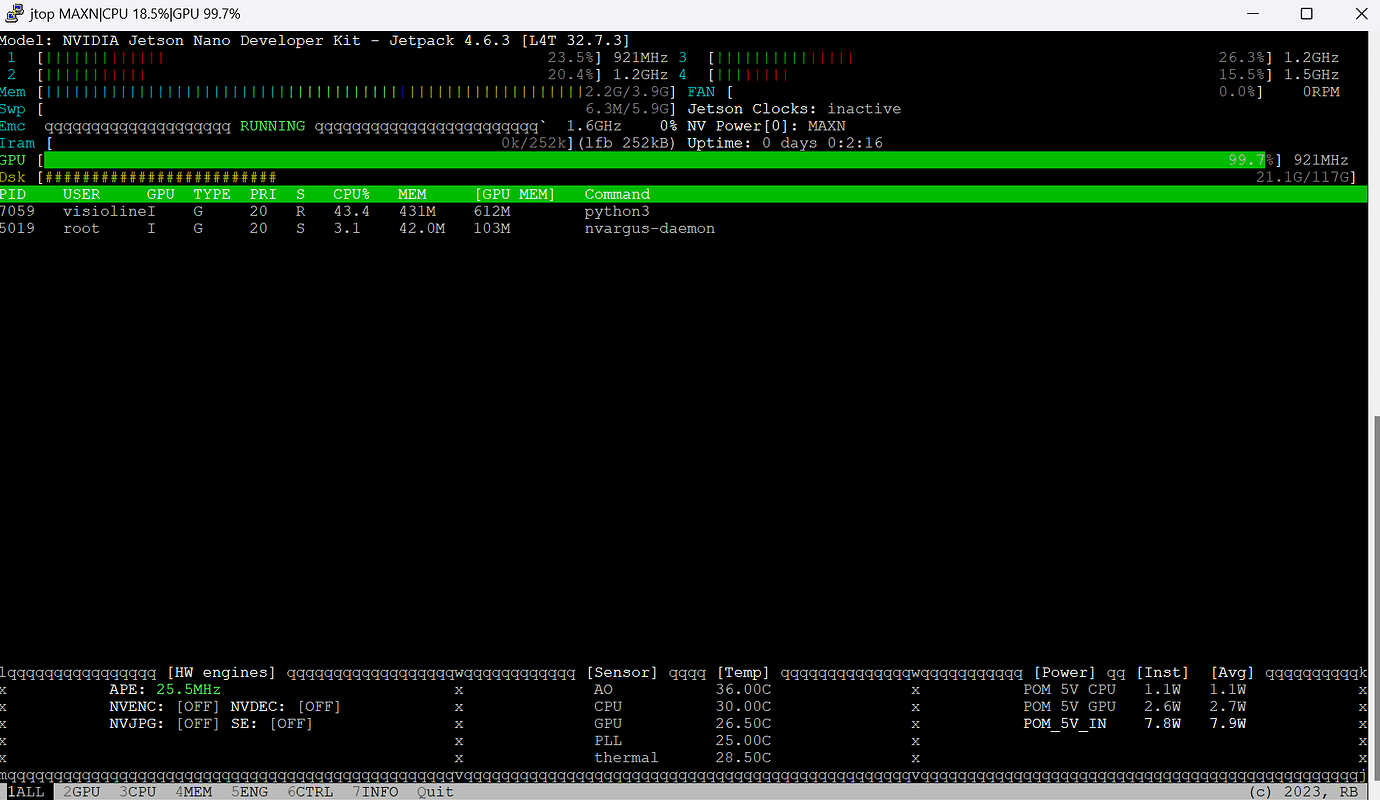 jtop MAXN|CPU 18.5%|GPU 99.7%
Model: NVIDIA Jetson Nano Developer Kit - Jetpack 4.6.3 [L4T 32.7.3]
1 [||||||||||||| 23.5%] 921MHz 3 [||||||||||||||| 26.3%] 1.2GHz
2 [||||||||||| 20.4%] 1.2GHz 4 [|||||||| 15.5%] 1.5GHz
Mem [||||||||||||||||||||||||||||||||||||||||||||||||||||||||||2.2G/3.9G] FAN [ 0.0%] 0RPM
Swp [ 6.3M/5.9G] Jetson Clocks: inactive
Emc qqqqqqqqqqqqqqqqqqqq RUNNING qqqqqqqqqqqqqqqqqqqqqqqq` 1.6GHz 0% NV Power[0]: MAXN
Iram [ 0k/252k](lfb 252kB) Uptime: 0 days 0:2:16
GPU [ 99.7%] 921MHz
Dsk [######################### 21.1G/117G]
PID USER GPU TYPE PRI S CPU% MEM [GPU MEM] Command
7059 visiolineI G 20 R 43.4 431M 612M python3
5019 root I G 20 S 3.1 42.0M 103M nvargus-daemon
lqqqqqqqqqqqqqqqq [HW engines] qqqqqqqqqqqqqqqqqqwqqqqqqqqqqqq [Sensor] qqqq [Temp] qqqqqqqqqqqqqqwqqqqqqqqqqq [Power] qq [Inst] [Avg] qqqqqqqqqqk
x APE: 25.5MHz x AO 36.00C x POM 5V CPU 1.1W 1.1W x
x NVENC: [OFF] NVDEC: [OFF] x CPU 30.00C x POM 5V GPU 2.6W 2.7W x
x NVJPG: [OFF] SE: [OFF] x GPU 26.50C x POM_5V_IN 7.8W 7.9W x
x x PLL 25.00C x x
x x thermal 28.50C x x
mqqqqqqqqqqqqqqqqqqqqqqqqqqqqqqqqqqqqqqqqqqqqqqqqvqqqqqqqqqqqqqqqqqqqqqqqqqqqqqqqqqqqqqqqqqqqqqqqqvqqqqqqqqqqqqqqqqqqqqqqqqqqqqqqqqqqqqqqqqqqqqqqqj
1ALL 2GPU 3CPU 4MEM 5ENG 6CTRL 7INFO Quit (c) 2023, RB